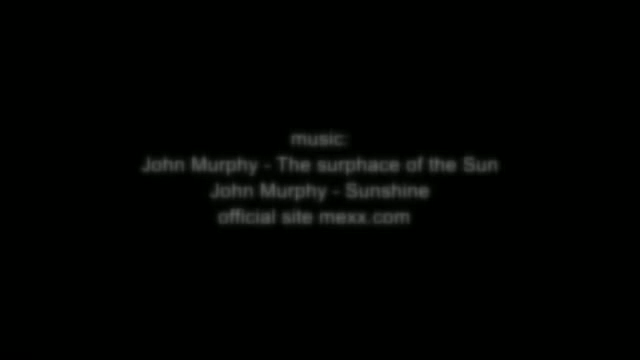 music:
John Murphy - The surphace of the Sun
John Murphy - Sunshine
official site mexx.com